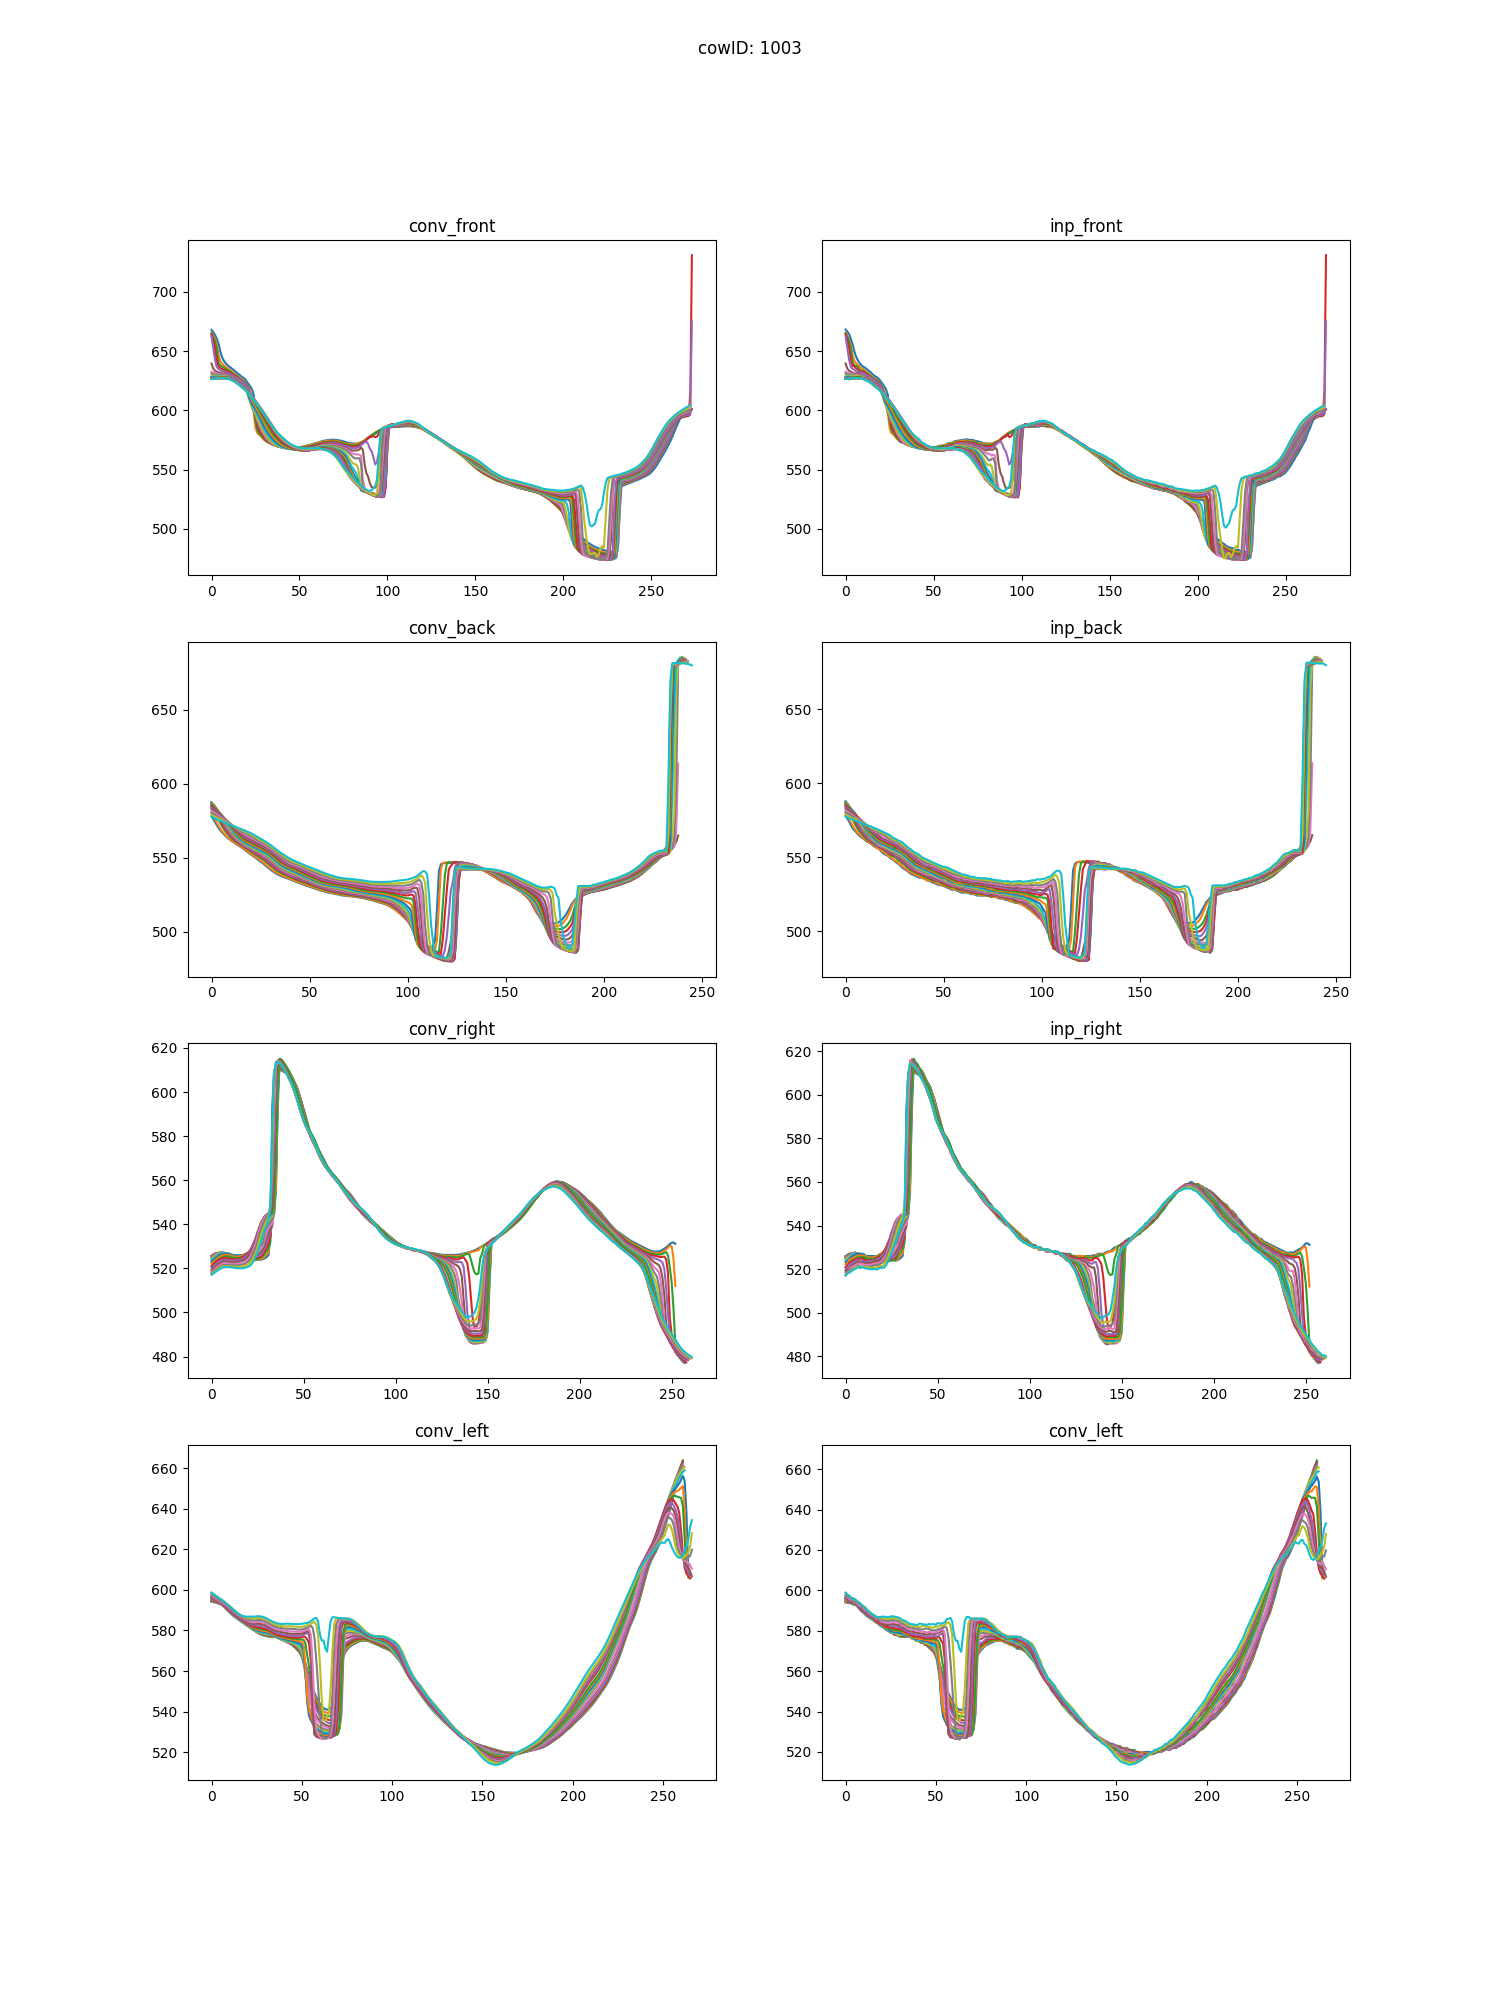 cowID: 1003
conv_front inp_front
700 700
650 650
600 600
550 550
500 500
0 50 100 150 200 250 0 50 100 150 200 250
conv_back inp_back
650 650
600 600
550 550
500 500
0 50 100 150 200 250 0 50 100 150 200 250
conv_right inp_right
620 620
600 600
580 580
560 560
540 540
520 520
500 500
480 480
0 50 100 150 200 250 0 50 100 150 200 250
conv_left conv_left
660 660
640 640
620 620
600 600
580 580
560 560
540 540
520 520
0 50 100 150 200 250 0 50 100 150 200 250